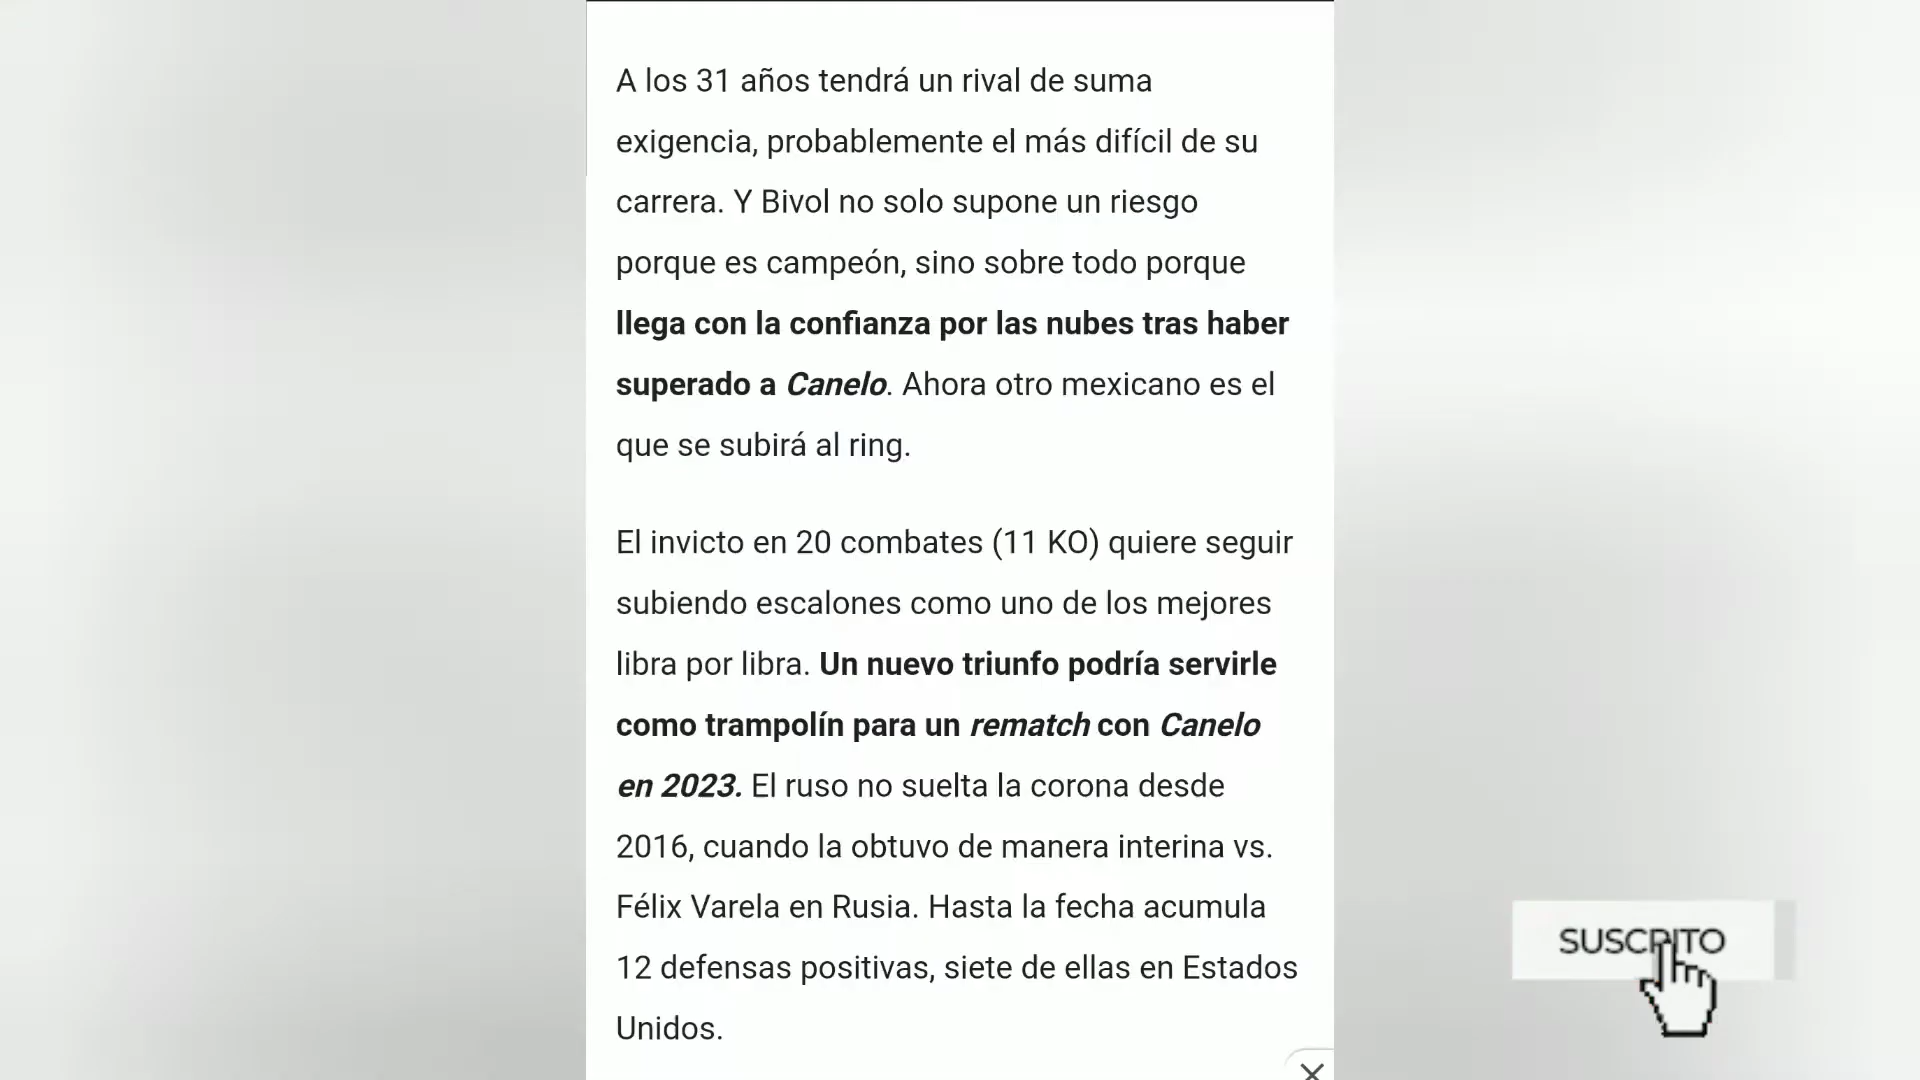 A los 31 años tendrá un rival de suma
exigencia, probablemente el más difícil de su
carrera. Y Bivol no solo supone un riesgo
porque es campeón, sino sobre todo porque
llega con la confianza por las nubes tras haber
superado a Canelo. Ahora otro mexicano es el
que se subirá al ring.
El invicto en 20 combates (11 KO) quiere seguir
subiendo escalones como uno de los mejores
libra por libra. Un nuevo triunfo podría servirle
como trampolín para un rematch con Canelo
en 2023. El ruso no suelta la corona desde
2016, cuando la obtuvo de manera interina vs.
Félix Varela en Rusia. Hasta la fecha acumula
12 defensas positivas, siete de ellas en Estados
Unidos.
SUSCRITO